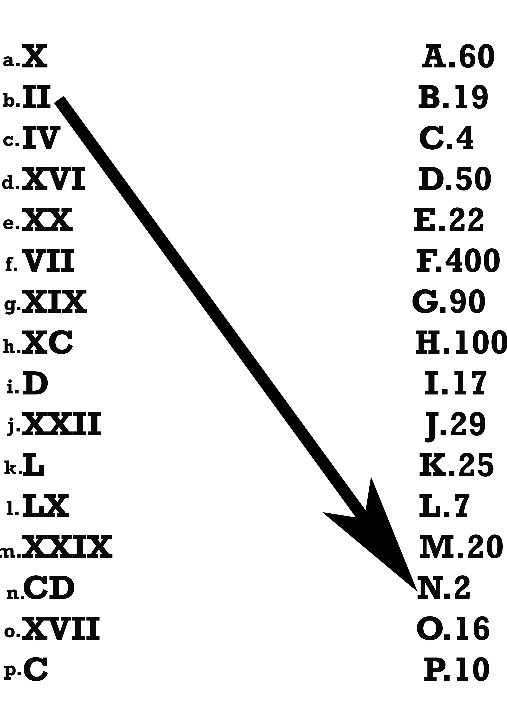 a.X A.60
b.II B.19
c.IV C.4
d.XVI D.50
e.XX E.22
f. VII F.400
g.XIX G.90
h.XC H.100
i.D I.17
j.XXII J.29
k.L K.25
l.LX L.7
m.XXIX M.20
n.CD N.2
o.XVII O.16
p.C P.10